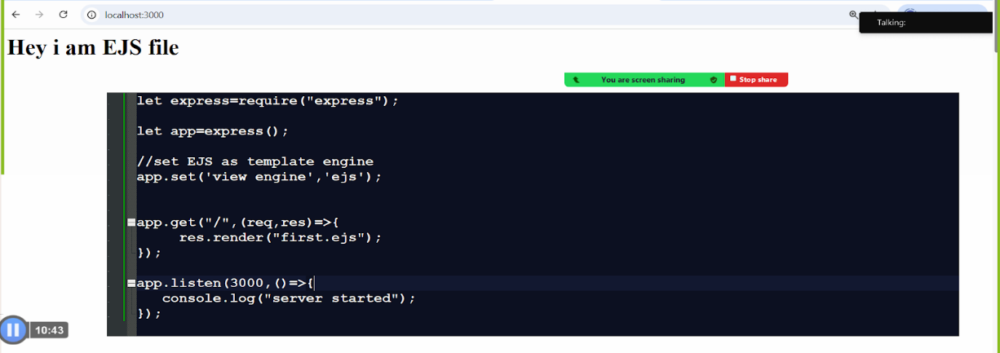 localhost:3000
Talking:
Hey i am EJS file
You are screen sharing
Stop share
let express=require("express");
let app=express();
//set EJS as template engine
app.set('view engine','ejs');
app.get("/",(req,res)=>{
res.render("first.ejs");
});
app.listen(3000,()=>{
console.log("server started");
});
10:43